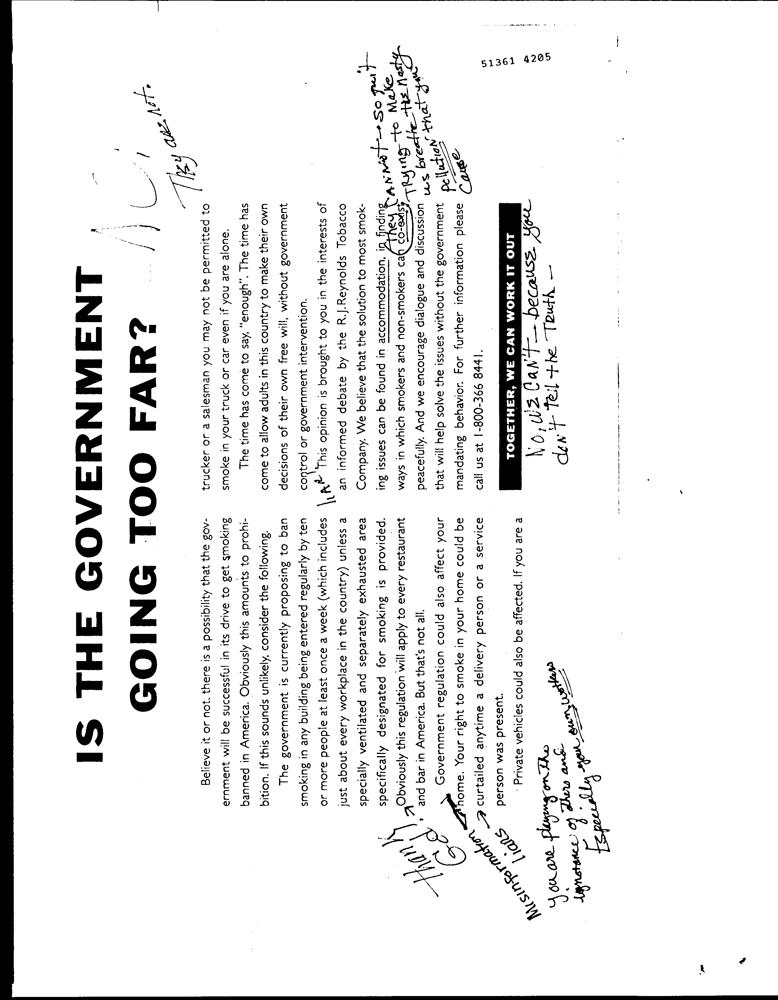 IS THE GOVERNMENT
GOING TOO FAR?
No!
They are not.
Believe it or not, there is a possibility that the gov-
ernment will be successful in its drive to get smoking
banned in America. Obviously this amounts to prohi-
bition. If this sounds unlikely, consider the following.
The government is currently proposing to ban
smoking in any building being entered regularly by ten
or more people at least once a week (which includes
just about every workplace in the country) unless a
specially ventilated and separately exhausted area
specifically designated for smoking is provided.
Obviously this regulation will apply to every restaurant
and bar in America. But that's not all.
Thank
God!
Government regulation could also affect your
home. Your right to smoke in your home could be
curtailed anytime a delivery person or a service
person was present.
Misinformation
liars
Private vehicles could also be affected. If you are a
you are playing on the
ignorance of others and
Especially your own workers
trucker or a salesman you may not be permitted to
smoke in your truck or car even if you are alone.
The time has come to say, "enough". The time has
come to allow adults in this country to make their own
decisions of their own free will, without government
control or government intervention.
liar
This opinion is brought to you in the interests of
an informed debate by the R.J.Reynolds Tobacco
Company. We believe that the solution to most smok-
ing issues can be found in accommodation, in finding
ways in which smokers and non-smokers can co-exist
peacefully. And we encourage dialogue and discussion
that will help solve the issues without the government
mandating behavior. For further information please
call us at 1-800-366 8441.
(they) cannot - so quit
Trying to Make
us breathe the nasty
pollution that you
cause
TOGETHER, WE CAN WORK IT OUT
No, we can't - because you
don't tell the Truth -
51361 4205